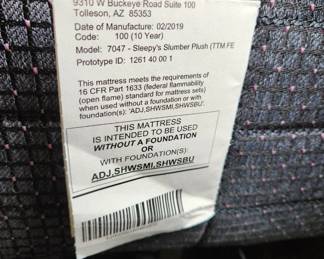 9310 W Buckeye Road Suite 100
Tolleson, AZ 85353
Date of Manufacture: 02/2019
Code: 100 (10 Year)
Model: 7047 - Sleepy's Slumber Plush (TTM FE
Prototype ID: 1261 40 00 1
This mattress meets the requirements of
16 CFR Part 1633 (federal flammability
(open flame) standard for mattress sets)
when used without a foundation or with
foundation(s): 'ADJ,SHWSMI,SHWSBU'.
THIS MATTRESS
IS INTENDED TO BE USED
WITHOUT A FOUNDATION
OR
WITH FOUNDATION(S):
ADJ,SHWSMI,SHWSBU